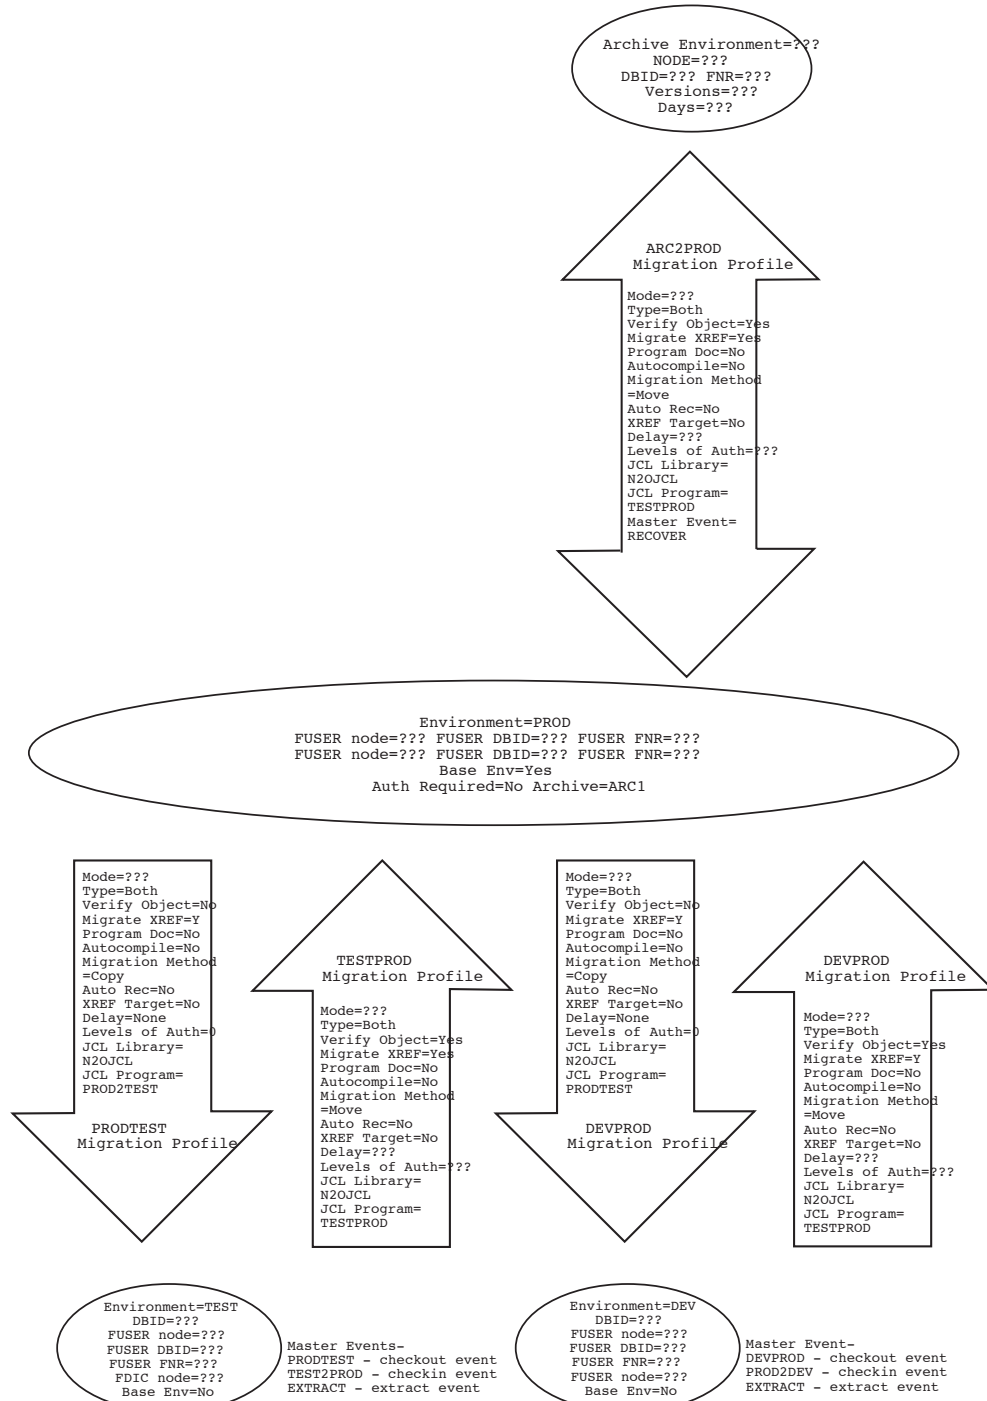 Archive Environment=???
NODE=???
DBID=??? FNR=???
Versions=???
Days=???
ARC2PROD
Migration Profile
Mode=???
Type=Both
Verify Object=Yes
Migrate XREF=Yes
Program Doc=No
Autocompile=No
Migration Method
=Move
Auto Rec=No
XREF Target=No
Delay=???
Levels of Auth=???
JCL Library=
N2OJCL
JCL Program=
TESTPROD
Master Event=
RECOVER
Environment=PROD
FUSER node=??? FUSER DBID=??? FUSER FNR=???
FUSER node=??? FUSER DBID=??? FUSER FNR=???
Base Env=Yes
Auth Required=No Archive=ARC1
Mode=???
Type=Both
Verify Object=No
Migrate XREF=Y
Program Doc=No
Autocompile=No
Migration Method
=Copy
Auto Rec=No
XREF Target=No
Delay=None
Levels of Auth=0
JCL Library=
N2OJCL
JCL Program=
PROD2TEST
PRODTEST
Migration Profile
TESTPROD
Migration Profile
Mode=???
Type=Both
Verify Object=Yes
Migrate XREF=Yes
Program Doc=No
Autocompile=No
Migration Method
=Move
Auto Rec=No
XREF Target=No
Delay=???
Levels of Auth=???
JCL Library=
N2OJCL
JCL Program=
TESTPROD
Mode=???
Type=Both
Verify Object=No
Migrate XREF=Y
Program Doc=No
Autocompile=No
Migration Method
=Copy
Auto Rec=No
XREF Target=No
Delay=None
Levels of Auth=0
JCL Library=
N2OJCL
JCL Program=
PRODTEST
DEVPROD
Migration Profile
DEVPROD
Migration Profile
Mode=???
Type=Both
Verify Object=Yes
Migrate XREF=Y
Program Doc=No
Autocompile=No
Migration Method
=Move
Auto Rec=No
XREF Target=No
Delay=???
Levels of Auth=???
JCL Library=
N2OJCL
JCL Program=
TESTPROD
Environment=TEST
DBID=???
FUSER node=???
FUSER DBID=???
FUSER FNR=???
FDIC node=???
Base Env=No
Master Events-
PRODTEST - checkout event
TEST2PROD - checkin event
EXTRACT - extract event
Environment=DEV
DBID=???
FUSER node=???
FUSER DBID=???
FUSER FNR=???
FUSER node=???
Base Env=No
Master Event-
DEVPROD - checkout event
PROD2DEV - checkin event
EXTRACT - extract event